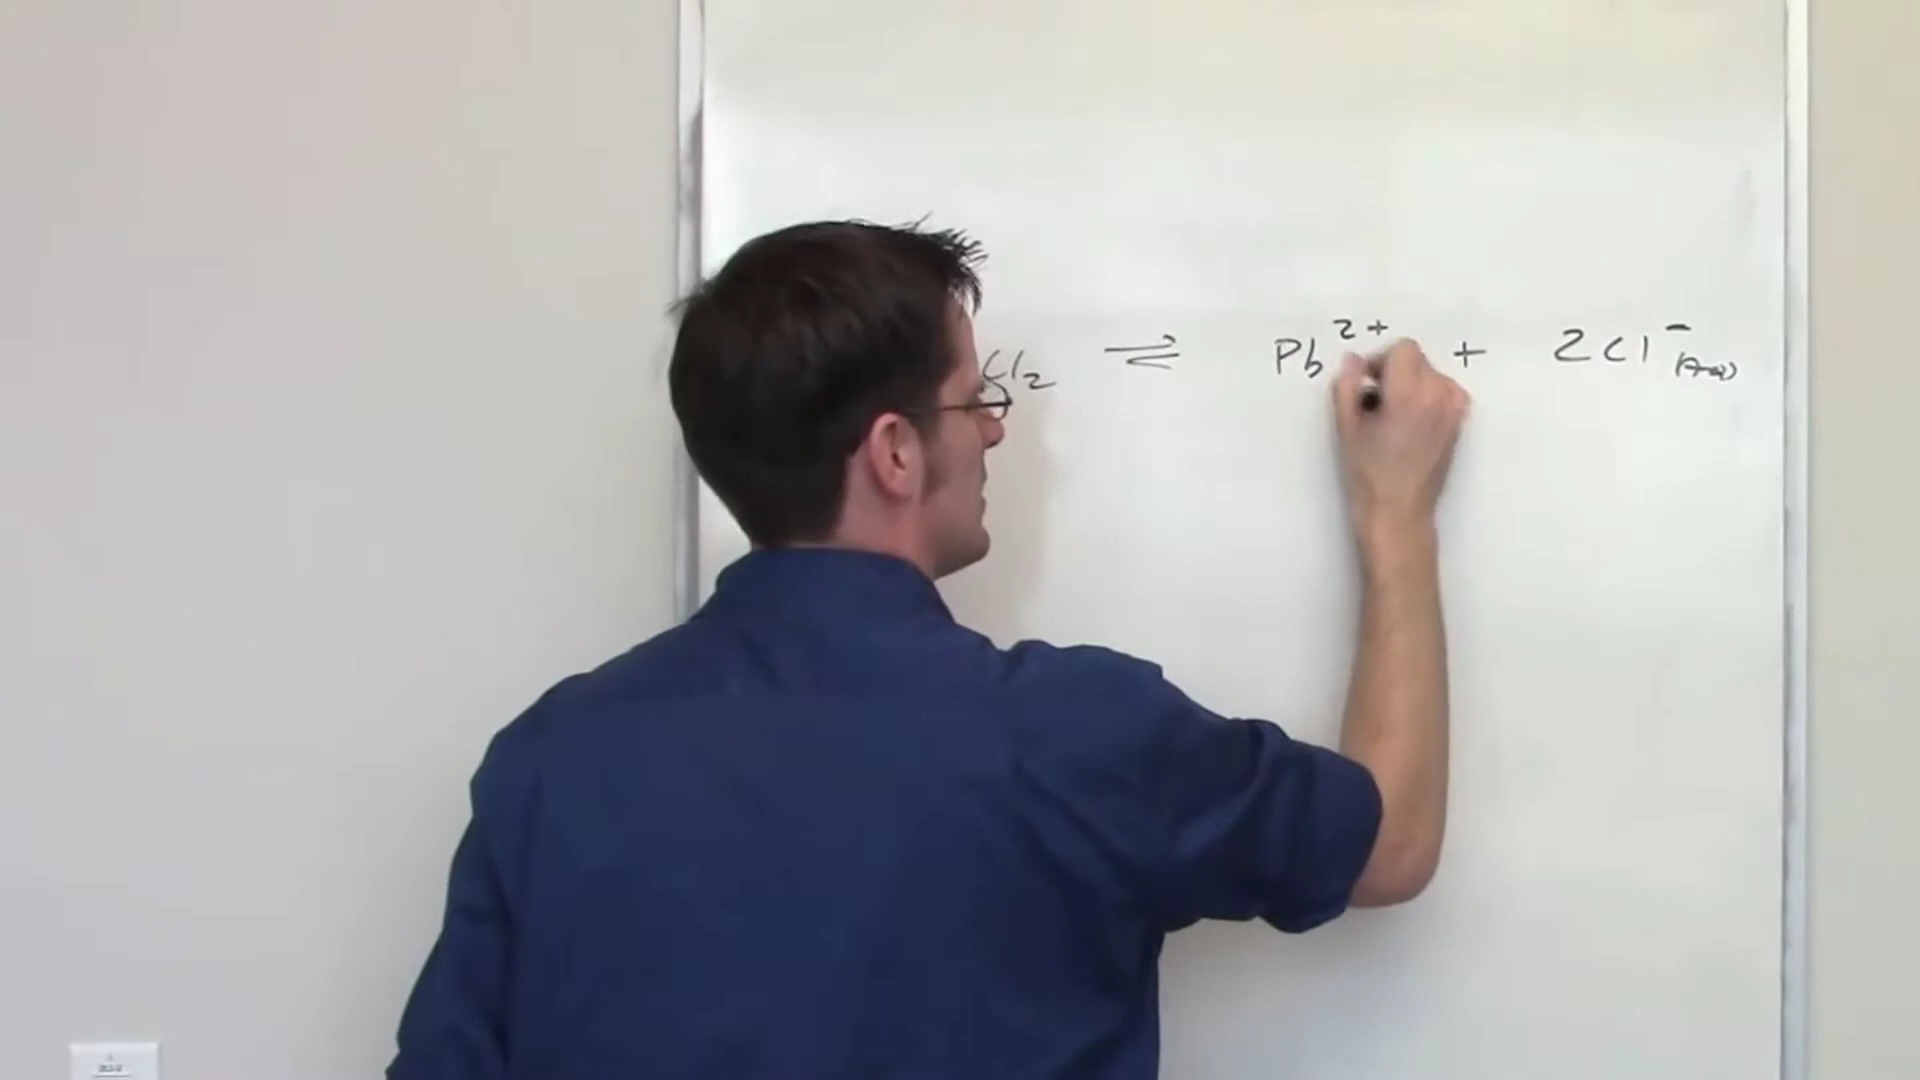 Cl₂ ⇌ Pb²⁺ + 2Cl⁻ (aq)